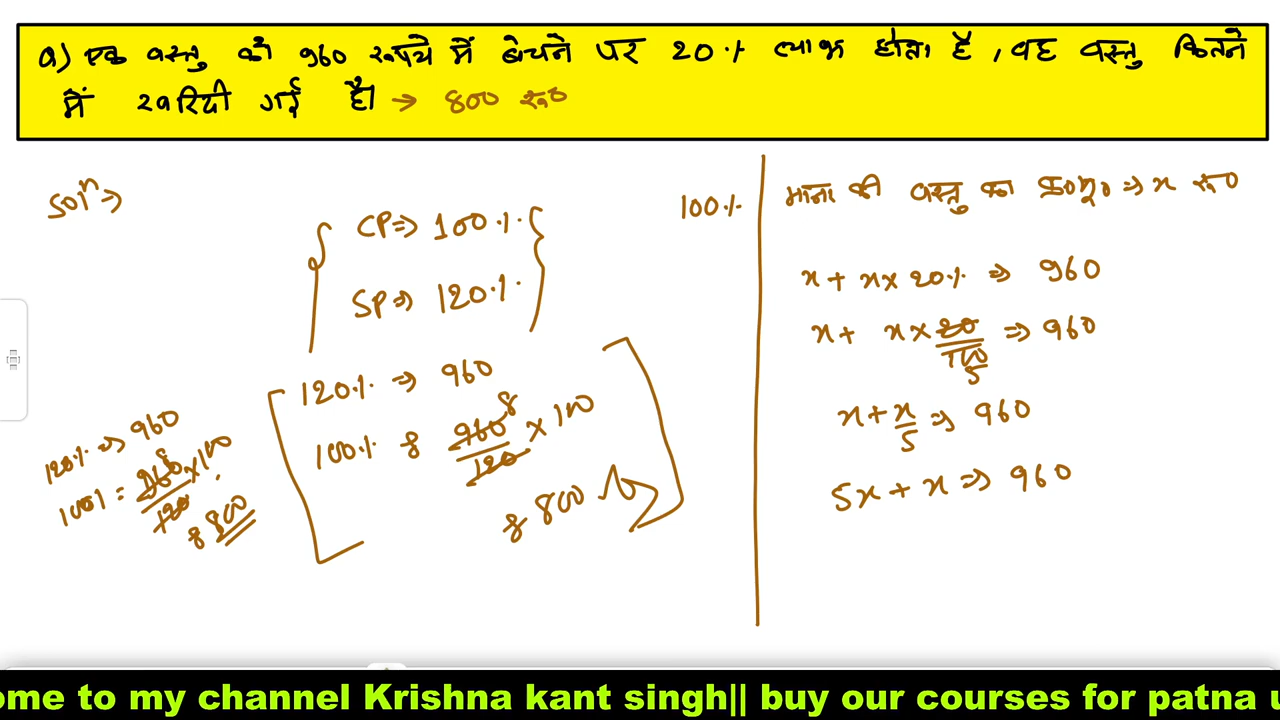 Q) एक वस्तु को 960 रूपये में बेचने पर 20% लाभ होता है, वह वस्तु कितने
में खरिदी गई है। → 800 रू०
Solⁿ ⇒
CP ⇒ 100%
SP ⇒ 120%
120% ⇒ 960
100% 960/120 8 × 100
800
120% ⇒ 960
100% = 960/120 8 × 100
800
100%
माना की वस्तु का क्र०मू० ⇒ x रू०
x + x × 20% ⇒ 960
x + x × 20/100 5 ⇒ 960
x + x/5 ⇒ 960
5x + x ⇒ 960
ome to my channel Krishna kant singh|| buy our courses for patna u